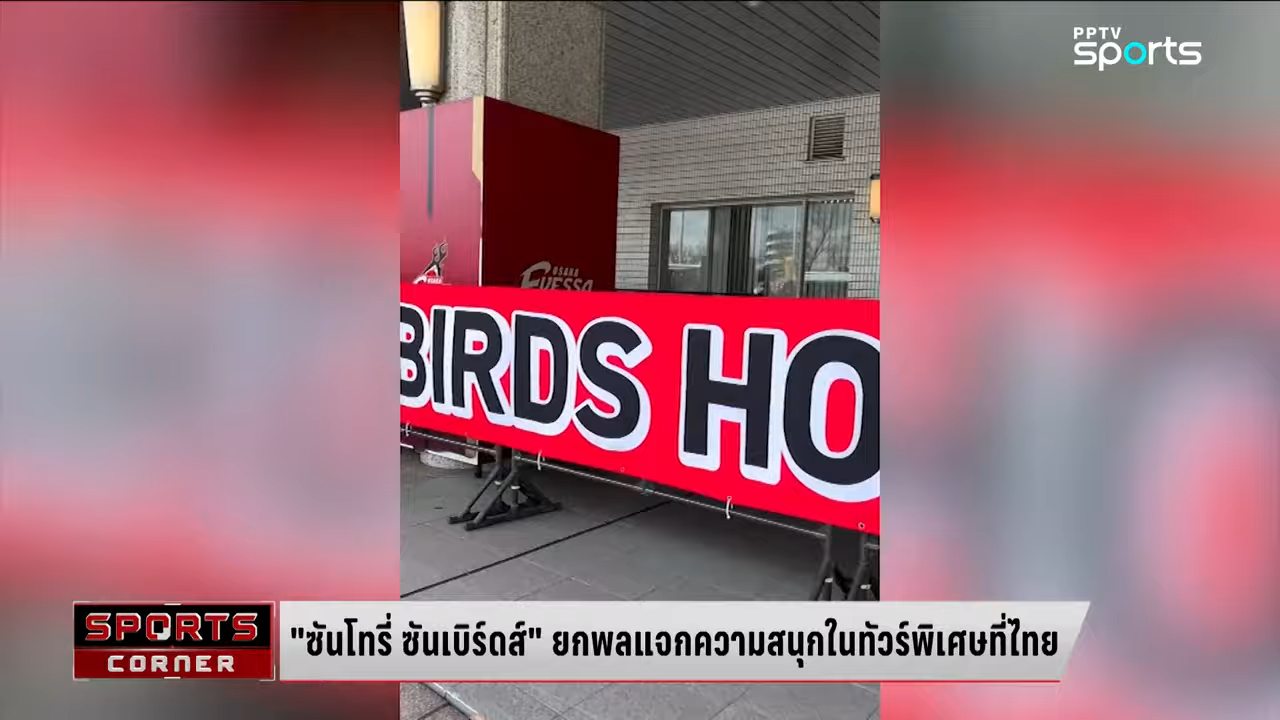 PPTV
sports
OSAKA
EVESSA
BIRDS HO
SPORTS
CORNER
"ซันโทรี่ ซันเบิร์ดส์" ยกพลแจกความสนุกในทัวร์พิเศษที่ไทย